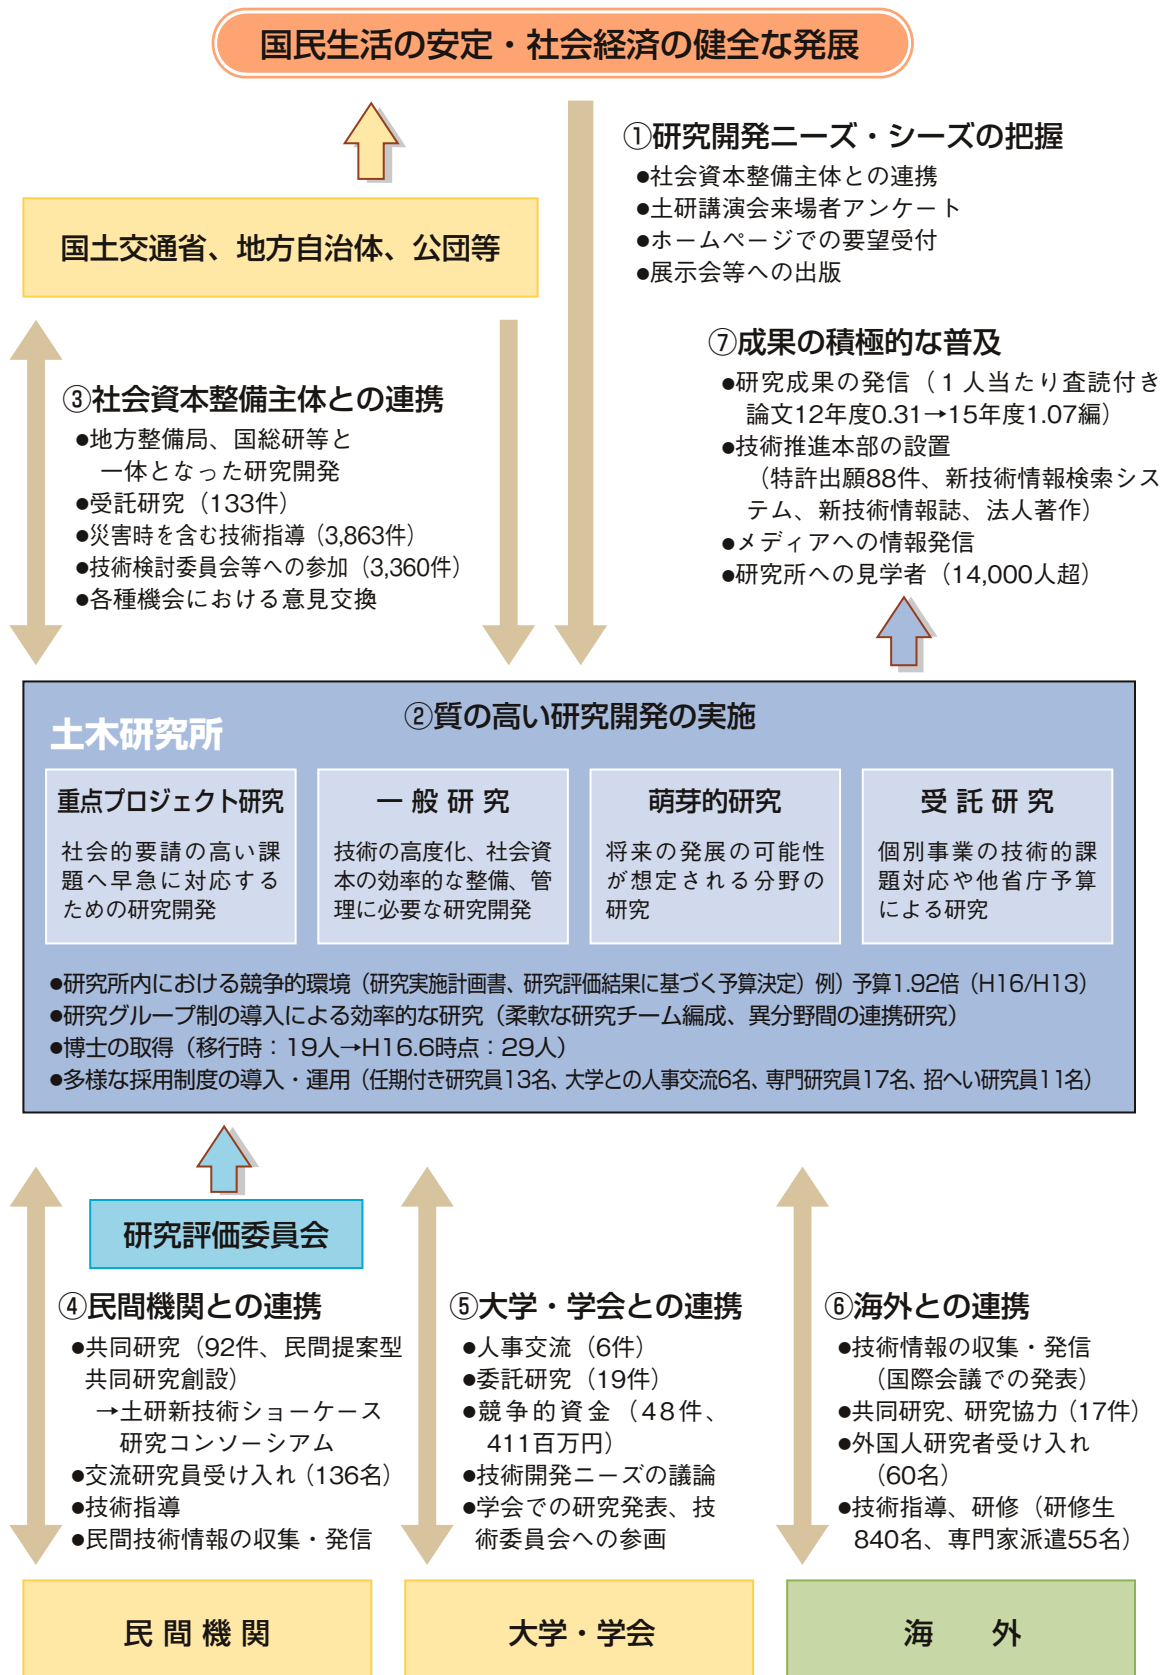 国民生活の安定・社会経済の健全な発展
①研究開発ニーズ・シーズの把握
●社会資本整備主体との連携
●土研講演会来場者アンケート
●ホームページでの要望受付
●展示会等への出版
国土交通省、地方自治体、公団等
⑦成果の積極的な普及
●研究成果の発信（１人当たり査読付き
論文12年度0.31→15年度1.07編）
●技術推進本部の設置
（特許出願88件、新技術情報検索シス
テム、新技術情報誌、法人著作）
●メディアへの情報発信
●研究所への見学者（14,000人超）
③社会資本整備主体との連携
●地方整備局、国総研等と
一体となった研究開発
●受託研究（133件）
●災害時を含む技術指導（3,863件）
●技術検討委員会等への参加（3,360件）
●各種機会における意見交換
土木研究所
②質の高い研究開発の実施
重点プロジェクト研究
社会的要請の高い課
題へ早急に対応する
ための研究開発
一般研究
技術の高度化、社会資
本の効率的な整備、管
理に必要な研究開発
萌芽的研究
将来の発展の可能性
が想定される分野の
研究
受託研究
個別事業の技術的課
題対応や他省庁予算
による研究
●研究所内における競争的環境（研究実施計画書、研究評価結果に基づく予算決定）例）予算1.92倍（H16/H13）
●研究グループ制の導入による効率的な研究（柔軟な研究チーム編成、異分野間の連携研究）
●博士の取得（移行時：19人→H16.6時点：29人）
●多様な採用制度の導入・運用（任期付き研究員13名、大学との人事交流6名、専門研究員17名、招へい研究員11名）
研究評価委員会
④民間機関との連携
●共同研究（92件、民間提案型
共同研究創設）
→土研新技術ショーケース
研究コンソーシアム
●交流研究員受け入れ（136名）
●技術指導
●民間技術情報の収集・発信
⑤大学・学会との連携
●人事交流（6件）
●委託研究（19件）
●競争的資金（48件、
411百万円）
●技術開発ニーズの議論
●学会での研究発表、技
術委員会への参画
⑥海外との連携
●技術情報の収集・発信
（国際会議での発表）
●共同研究、研究協力（17件）
●外国人研究者受け入れ
（60名）
●技術指導、研修（研修生
840名、専門家派遣55名）
民間機関
大学・学会
海　外